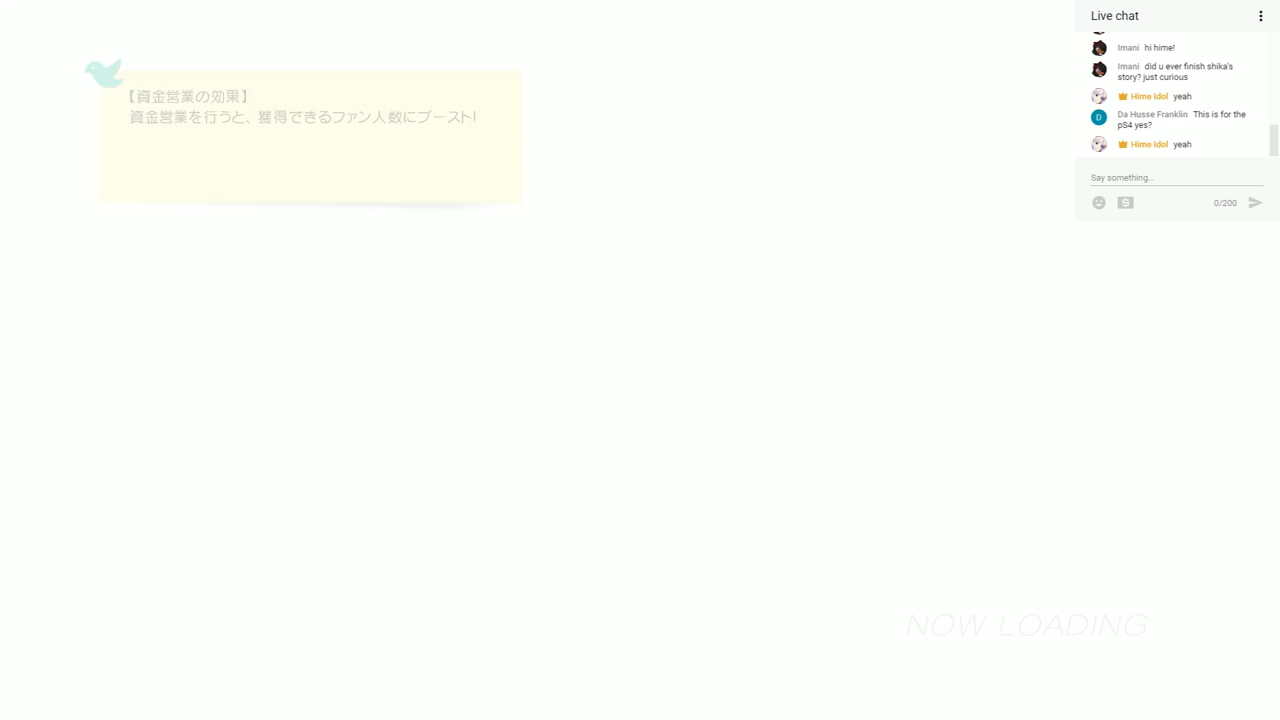 Live chat
Imani hi hime!
Imani did u ever finish shika's
story? just curious
Hime Idol yeah
D
Da Husse Franklin This is for the
pS4 yes?
Hime Idol yeah
Say something...
0/200
【資金営業の効果】
資金営業を行うと、獲得できるファン人数にブースト!
NOW LOADING